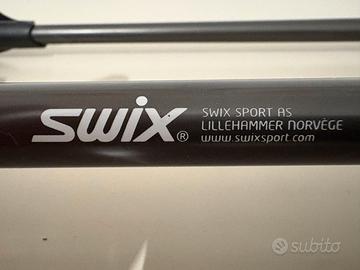 swix®
SWIX SPORT AS
LILLEHAMMER NORVÈGE
www.swixsport.com
subito